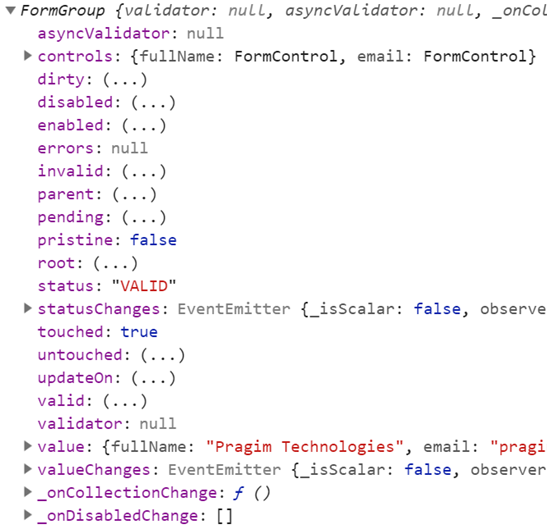 FormGroup {validator: null, asyncValidator: null, _onCol
asyncValidator: null
controls: {fullName: FormControl, email: FormControl}
dirty: (...)
disabled: (...)
enabled: (...)
errors: null
invalid: (...)
parent: (...)
pending: (...)
pristine: false
root: (...)
status: "VALID"
statusChanges: EventEmitter {_isScalar: false, observe
touched: true
untouched: (...)
updateOn: (...)
valid: (...)
validator: null
value: {fullName: "Pragim Technologies", email: "pragi
valueChanges: EventEmitter {_isScalar: false, observer
_onCollectionChange: ƒ ()
_onDisabledChange: []